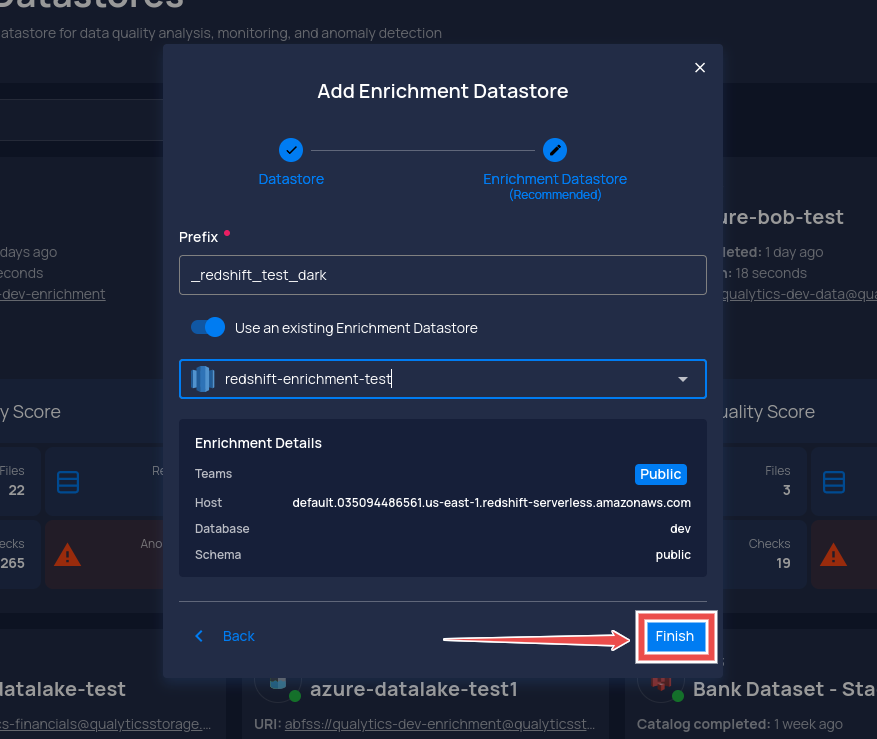 Datastores
atastore for data quality analysis, monitoring, and anomaly detection
Add Enrichment Datastore
Datastore
Enrichment Datastore
(Recommended)
Prefix
_redshift_test_dark
Use an existing Enrichment Datastore
redshift-enrichment-test
Enrichment Details
Teams
Public
Host
default.035094486561.us-east-1.redshift-serverless.amazonaws.com
Database
dev
Schema
public
Back
Finish
days ago
econds
-dev-enrichment
ure-bob-test
leted: 1 day ago
n: 18 seconds
qualytics-dev-data@qu
y Score
uality Score
Files
22
Re
Files
3
ecks
265
Ano
Checks
19
latalake-test
cs-financials@qualyticsstorage....
azure-datalake-test1
URI: abfss://qualytics-dev-enrichment@qualyticsst...
Bank Dataset - Sta
Catalog completed: 1 week ago